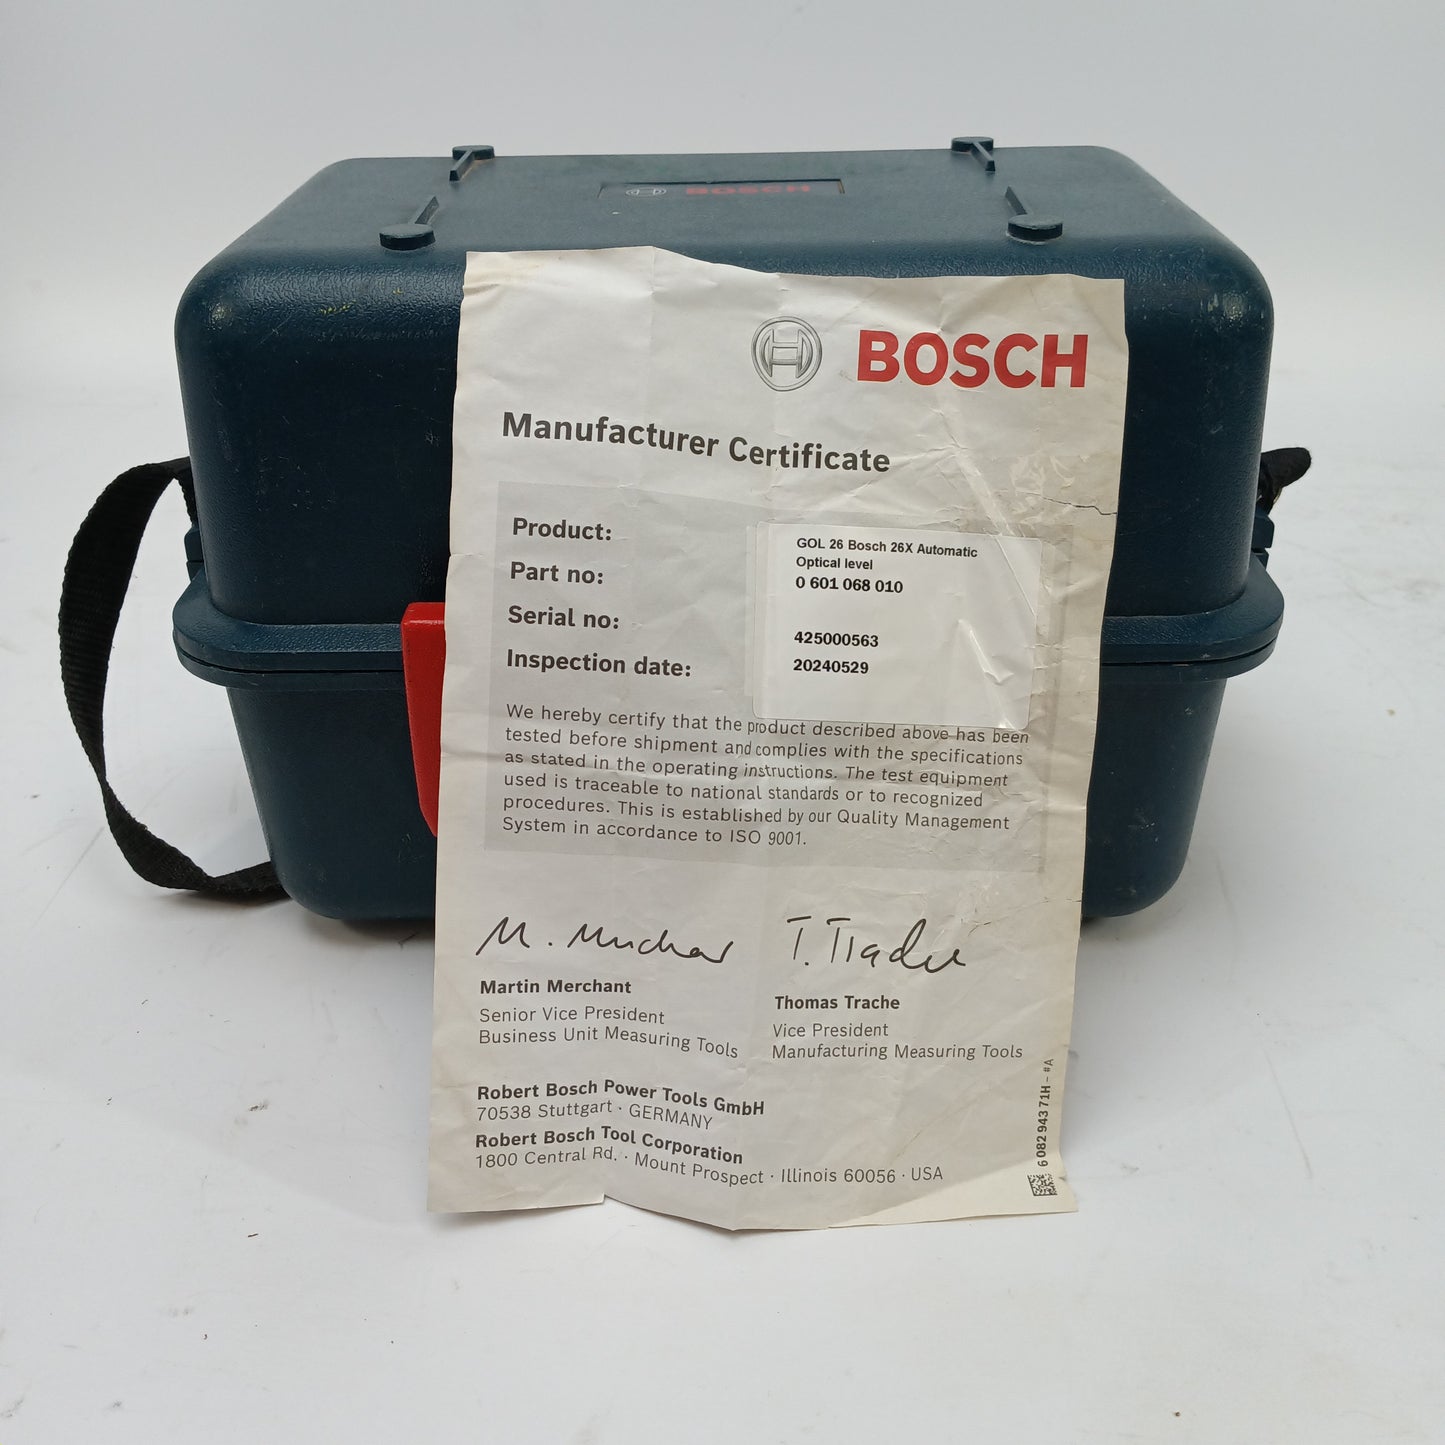 BOSCH
BOSCH
Manufacturer Certificate
Product: GOL 26 Bosch 26X Automatic
Optical level
Part no: 0 601 068 010
Serial no: 425000563
Inspection date: 20240529
We hereby certify that the product described above has been
tested before shipment and complies with the specifications
as stated in the operating instructions. The test equipment
used is traceable to national standards or to recognized
procedures. This is established by our Quality Management
System in accordance to ISO 9001.
M. Merchant T. Trache
Martin Merchant
Senior Vice President
Business Unit Measuring Tools
Thomas Trache
Vice President
Manufacturing Measuring Tools
Robert Bosch Power Tools GmbH
70538 Stuttgart · GERMANY
Robert Bosch Tool Corporation
1800 Central Rd. · Mount Prospect · Illinois 60056 · USA
6 082 943 71H – #A